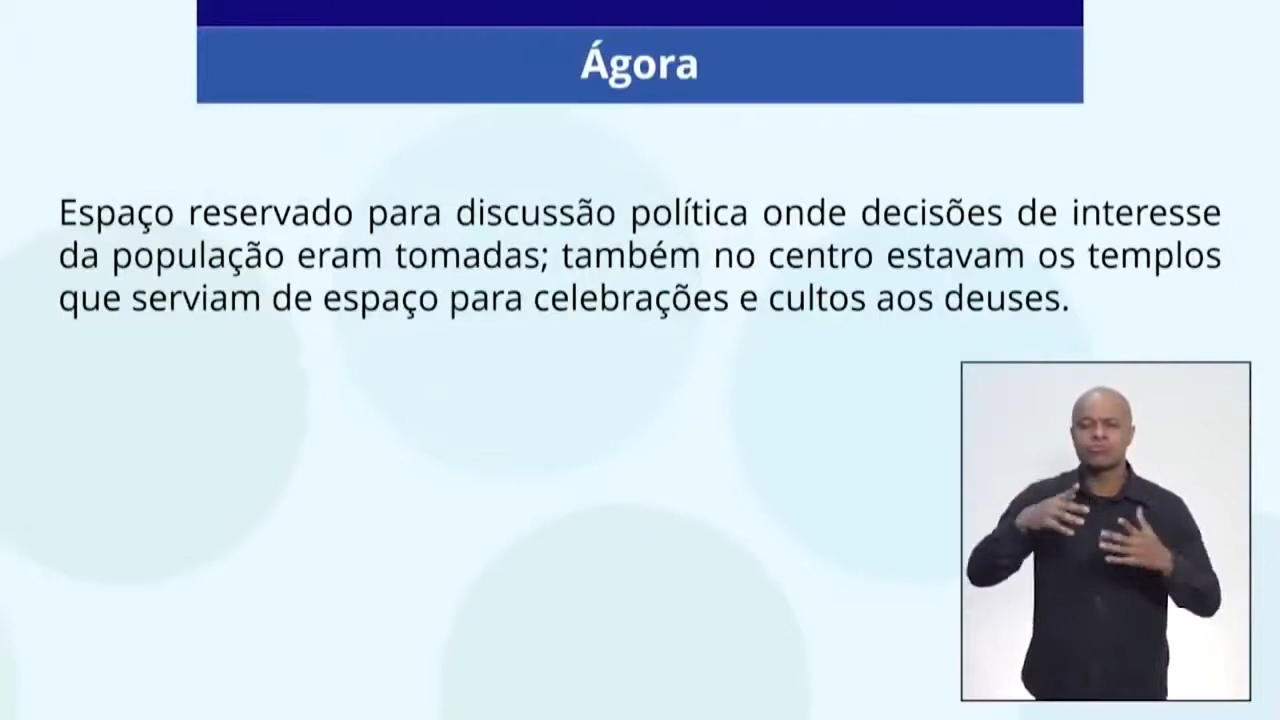 Ágora
Espaço reservado para discussão política onde decisões de interesse
da população eram tomadas; também no centro estavam os templos
que serviam de espaço para celebrações e cultos aos deuses.